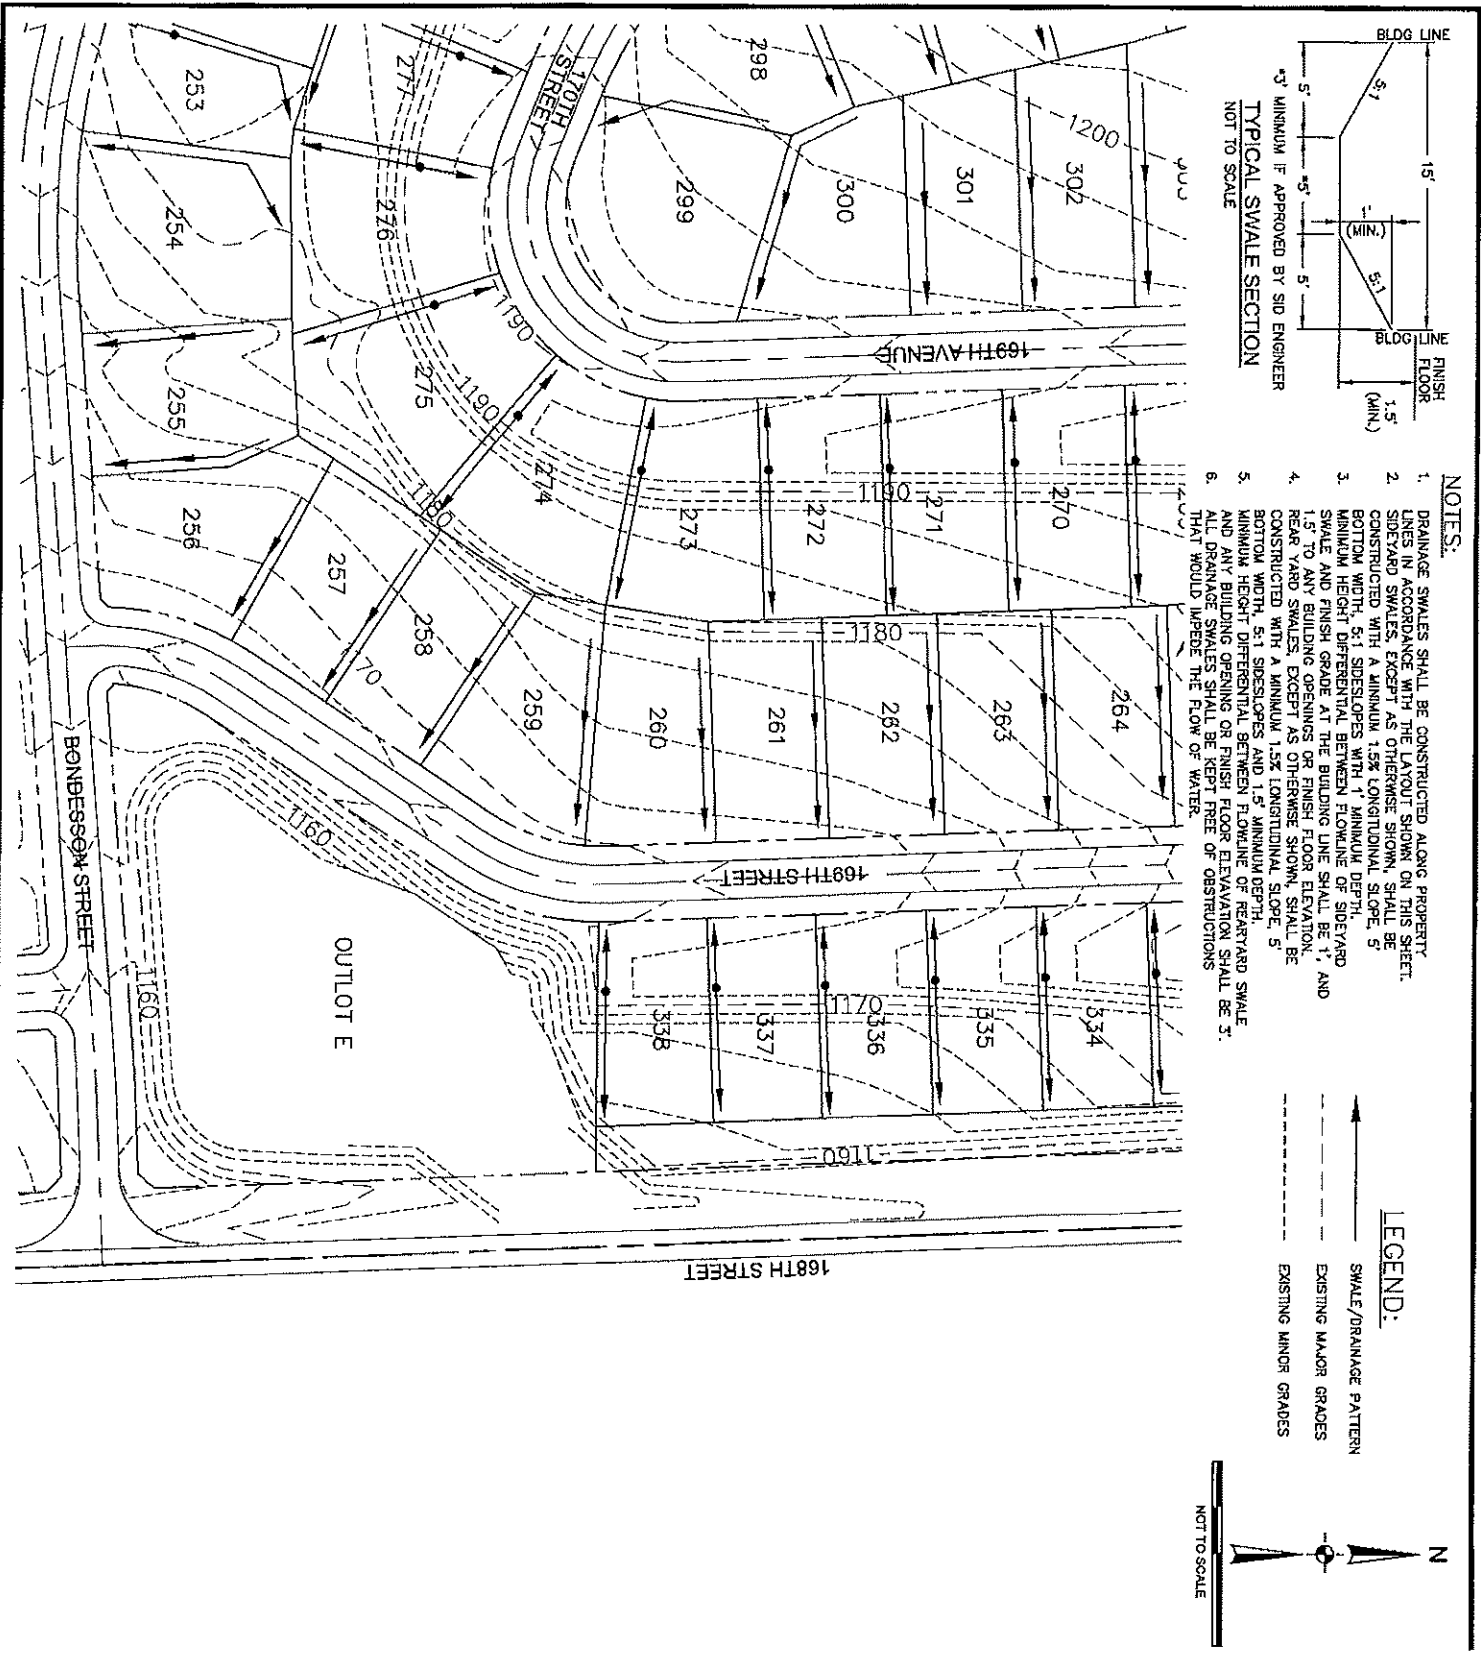 BLDG LINE
15'
BLDG LINE
FINISH
FLOOR
5:1
5:1
(MIN.)
1.5'
(MIN.)
5'
*5'
5'
*3' MINIMUM IF APPROVED BY SID ENGINEER
TYPICAL SWALE SECTION
NOT TO SCALE
NOTES:
1. DRAINAGE SWALES SHALL BE CONSTRUCTED ALONG PROPERTY
LINES IN ACCORDANCE WITH THE LAYOUT SHOWN ON THIS SHEET.
2. SIDEYARD SWALES, EXCEPT AS OTHERWISE SHOWN, SHALL BE
CONSTRUCTED WITH A MINIMUM 1.5% LONGITUDINAL SLOPE, 5'
BOTTOM WIDTH, 5:1 SIDESLOPES WITH 1' MINIMUM DEPTH.
3. MINIMUM HEIGHT DIFFERENTIAL BETWEEN FLOWLINE OF SIDEYARD
SWALE AND FINISH GRADE AT THE BUILDING LINE SHALL BE 1', AND
1.5' TO ANY BUILDING OPENINGS OR FINISH FLOOR ELEVATION.
4. REAR YARD SWALES, EXCEPT AS OTHERWISE SHOWN, SHALL BE
CONSTRUCTED WITH A MINIMUM 1.5% LONGITUDINAL SLOPE, 5'
BOTTOM WIDTH, 5:1 SIDESLOPES AND 1.5' MINIMUM DEPTH.
5. MINIMUM HEIGHT DIFFERENTIAL BETWEEN FLOWLINE OF REARYARD SWALE
AND ANY BUILDING OPENING OR FINISH FLOOR ELEVAVATION SHALL BE 3'.
6. ALL DRAINAGE SWALES SHALL BE KEPT FREE OF OBSTRUCTIONS
THAT WOULD IMPEDE THE FLOW OF WATER.
LEGEND:
SWALE/DRAINAGE PATTERN
EXISTING MAJOR GRADES
EXISTING MINOR GRADES
N
NOT TO SCALE
1200
302
301
300
299
298
170TH
STREET
169TH AVENUE
270
271
272
273
274
275
276
277
1190
1190
1190
1180
1180
264
263
262
261
260
259
258
257
256
255
254
253
70
169TH STREET
334
335
336
337
338
1170
1160
1160
1160
OUTLOT E
BONDESSON STREET
168TH STREET